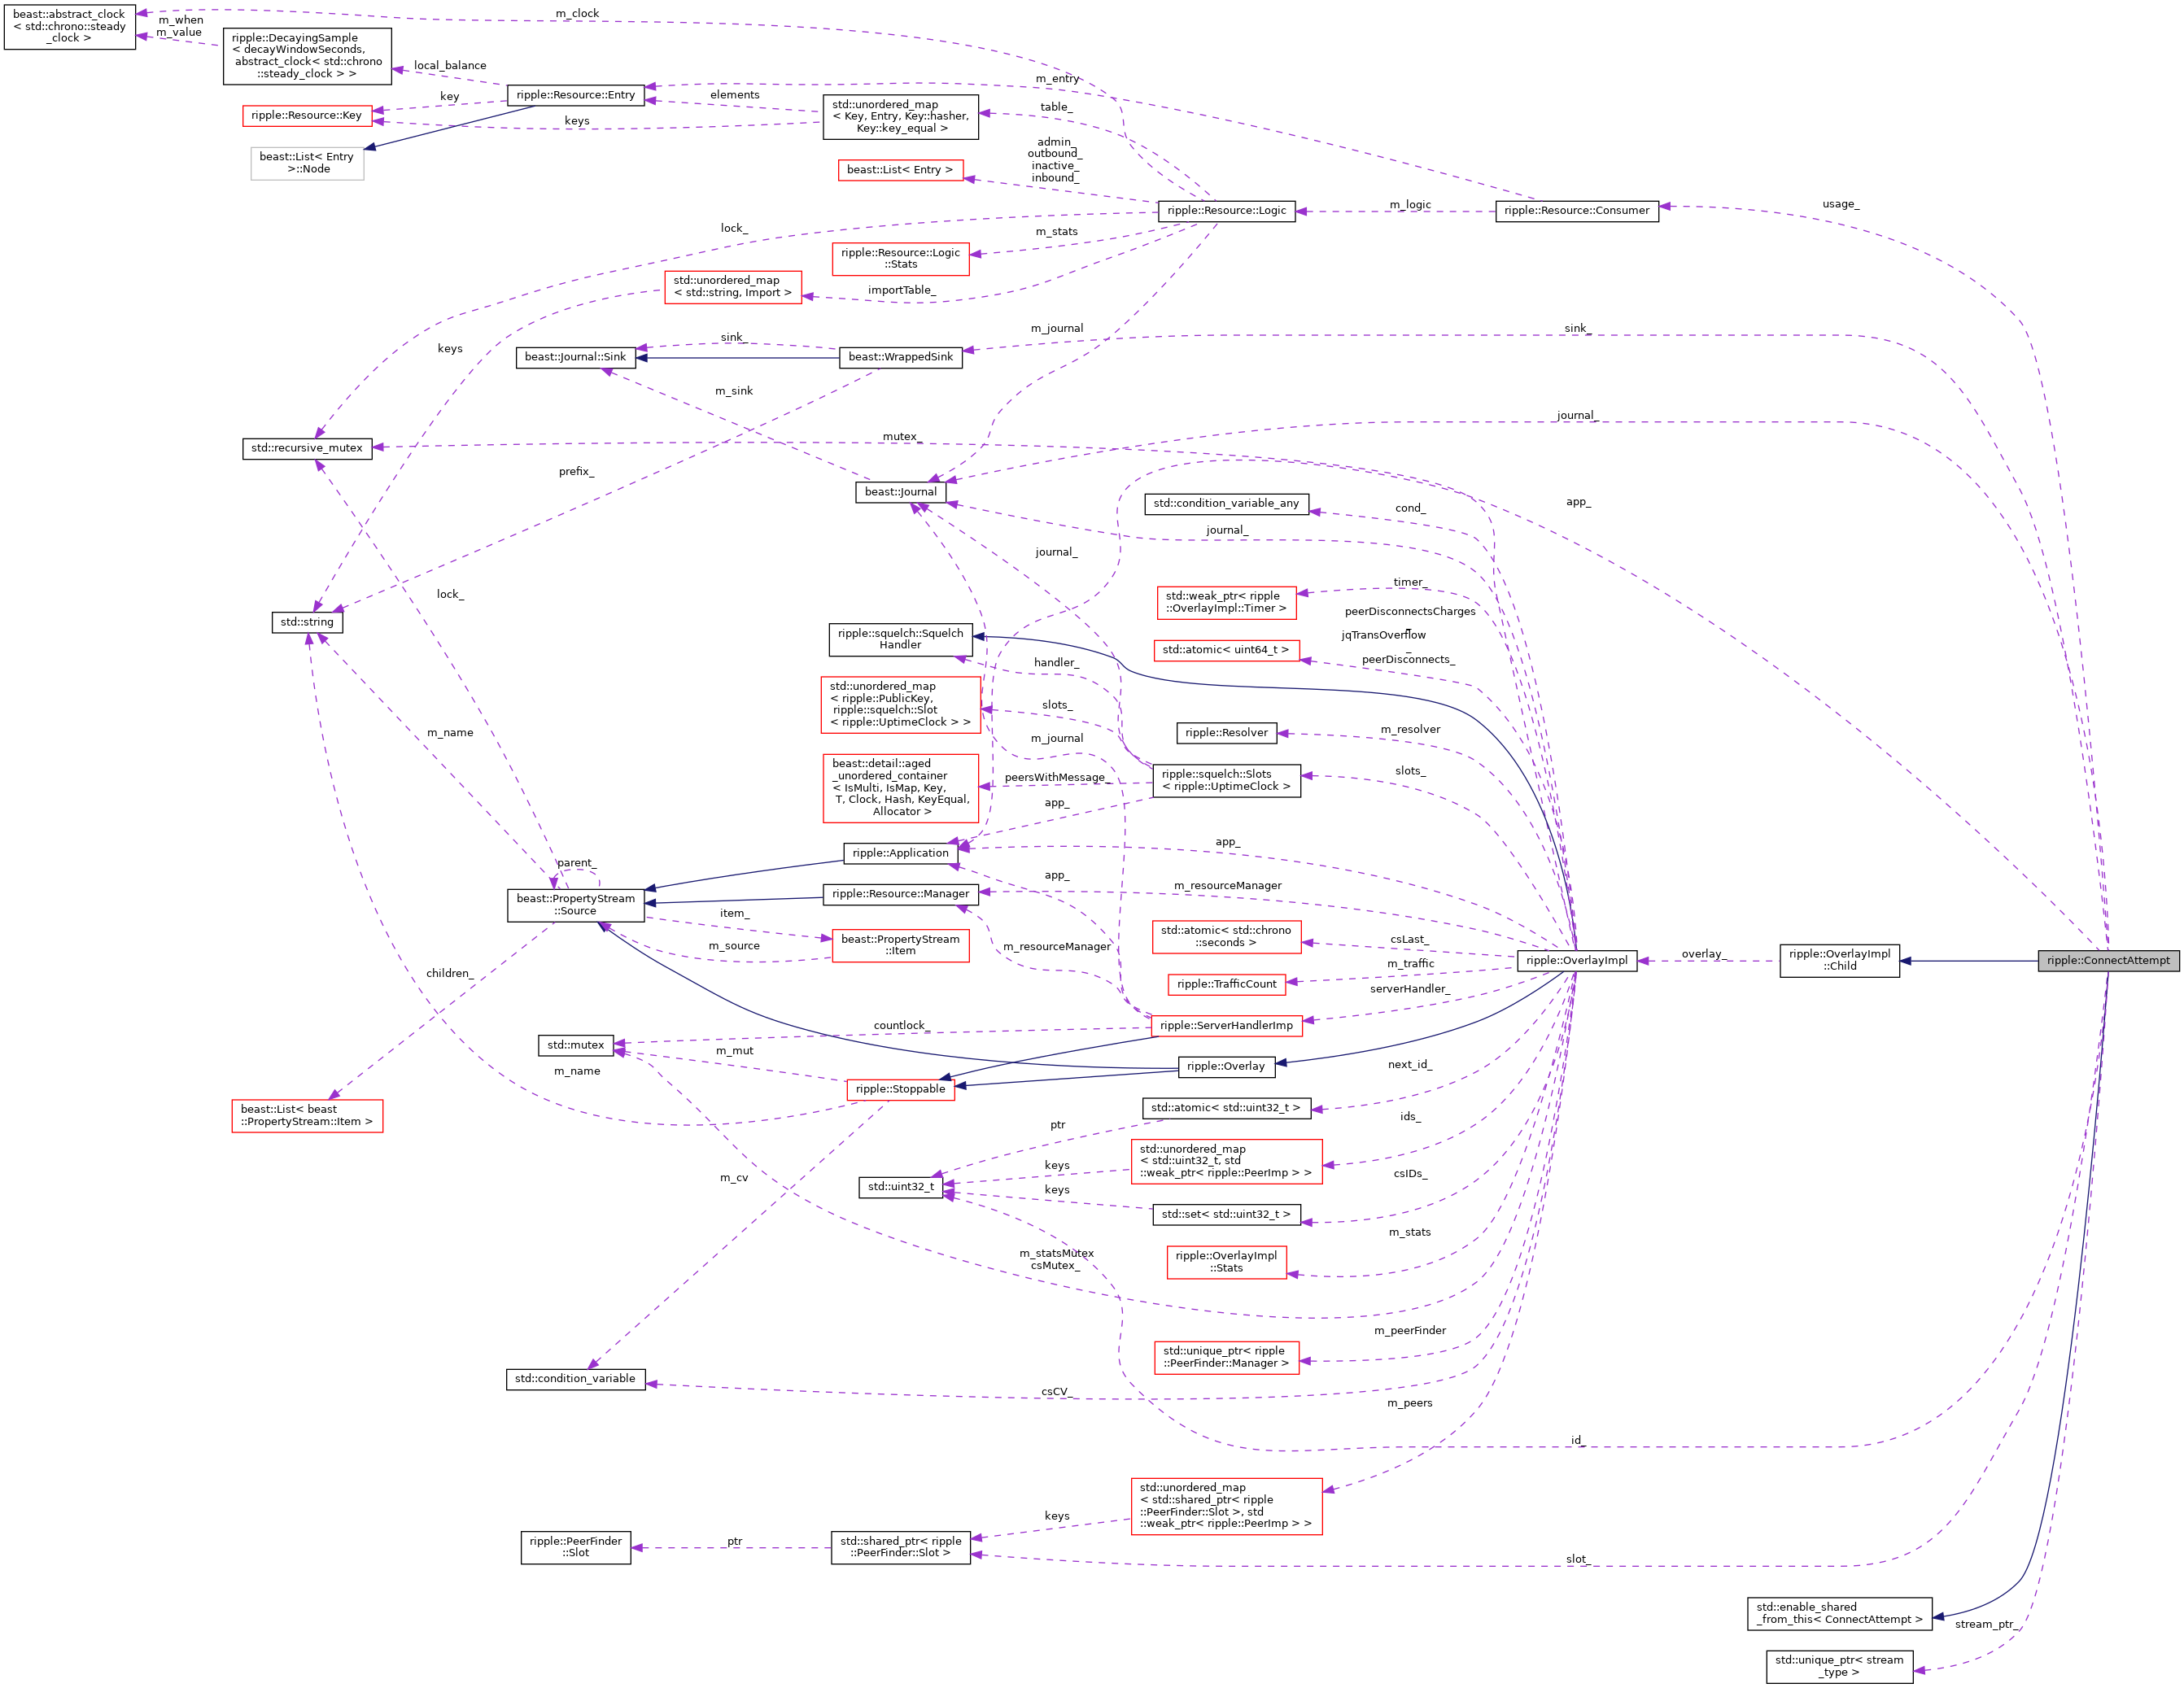 beast::abstract_clock
< std::chrono::steady
_clock >
m_when
m_value
m_clock
ripple::DecayingSample
< decayWindowSeconds,
abstract_clock< std::chrono
::steady_clock > >
local_balance
ripple::Resource::Entry
key
ripple::Resource::Key
keys
elements
beast::List< Entry
>::Node
std::unordered_map
< Key, Entry, Key::hasher,
Key::key_equal >
m_entry
table_
admin_
outbound_
inactive_
inbound_
beast::List< Entry >
ripple::Resource::Logic
m_logic
ripple::Resource::Consumer
usage_
lock_
m_stats
ripple::Resource::Logic
::Stats
importTable_
std::unordered_map
< std::string, Import >
keys
m_journal
sink_
beast::Journal::Sink
sink_
beast::WrappedSink
m_sink
journal_
mutex_
std::recursive_mutex
prefix_
beast::Journal
std::condition_variable_any
cond_
app_
journal_
journal_
lock_
std::string
timer_
std::weak_ptr< ripple
::OverlayImpl::Timer >
peerDisconnectsCharges
_
jqTransOverflow
_
peerDisconnects_
std::atomic< uint64_t >
ripple::squelch::Squelch
Handler
handler_
std::unordered_map
< ripple::PublicKey,
ripple::squelch::Slot
< ripple::UptimeClock > >
slots_
ripple::Resolver
m_resolver
m_name
m_journal
beast::detail::aged
_unordered_container
< IsMulti, IsMap, Key,
T, Clock, Hash, KeyEqual,
Allocator >
peersWithMessage_
ripple::squelch::Slots
< ripple::UptimeClock >
slots_
app_
ripple::Application
app_
parent_
app_
m_resourceManager
beast::PropertyStream
::Source
ripple::Resource::Manager
item_
m_source
beast::PropertyStream
::Item
m_resourceManager
std::atomic< std::chrono
::seconds >
csLast_
m_traffic
ripple::TrafficCount
ripple::OverlayImpl
overlay_
ripple::OverlayImpl
::Child
ripple::ConnectAttempt
children_
serverHandler_
ripple::ServerHandlerImp
countlock_
std::mutex
m_mut
ripple::Overlay
m_name
ripple::Stoppable
next_id_
beast::List< beast
::PropertyStream::Item >
std::atomic< std::uint32_t >
ptr
ids_
std::unordered_map
< std::uint32_t, std
::weak_ptr< ripple::PeerImp > >
keys
m_cv
std::uint32_t
keys
csIDs_
std::set< std::uint32_t >
m_stats
m_statsMutex
csMutex_
ripple::OverlayImpl
::Stats
m_peerFinder
std::unique_ptr< ripple
::PeerFinder::Manager >
std::condition_variable
csCV_
m_peers
id_
std::unordered_map
< std::shared_ptr< ripple
::PeerFinder::Slot >, std
::weak_ptr< ripple::PeerImp > >
keys
ripple::PeerFinder
::Slot
ptr
std::shared_ptr< ripple
::PeerFinder::Slot >
slot_
std::enable_shared
_from_this< ConnectAttempt >
stream_ptr_
std::unique_ptr< stream
_type >